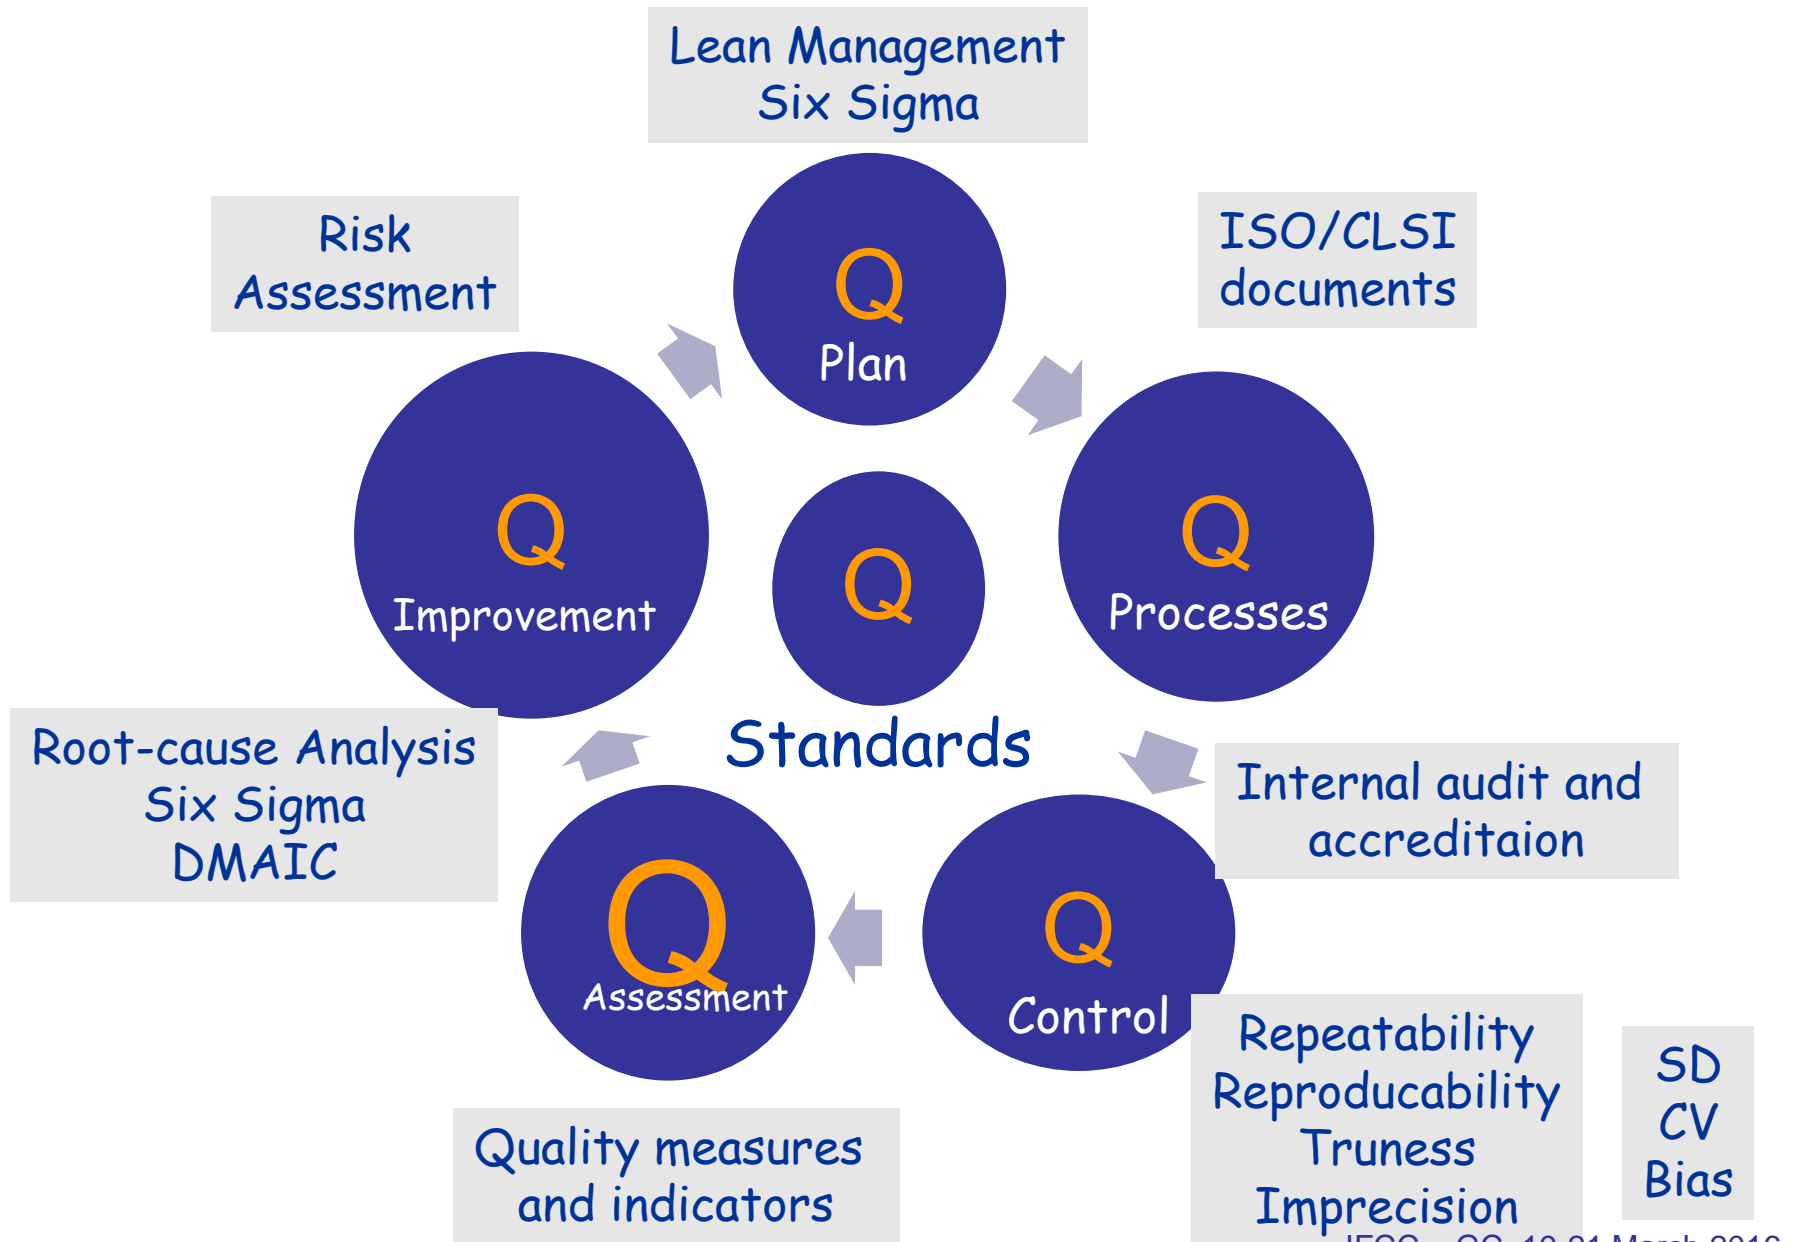 Lean Management
Six Sigma
Risk
Assessment
ISO/CLSI
documents
Q
Plan
Q
Improvement
Q
Q
Processes
Standards
Root-cause Analysis
Six Sigma
DMAIC
Internal audit and
accreditaion
Q
Assessment
Q
Control
Repeatability
Reproducability
Truness
Imprecision
SD
CV
Bias
Quality measures
and indicators
March